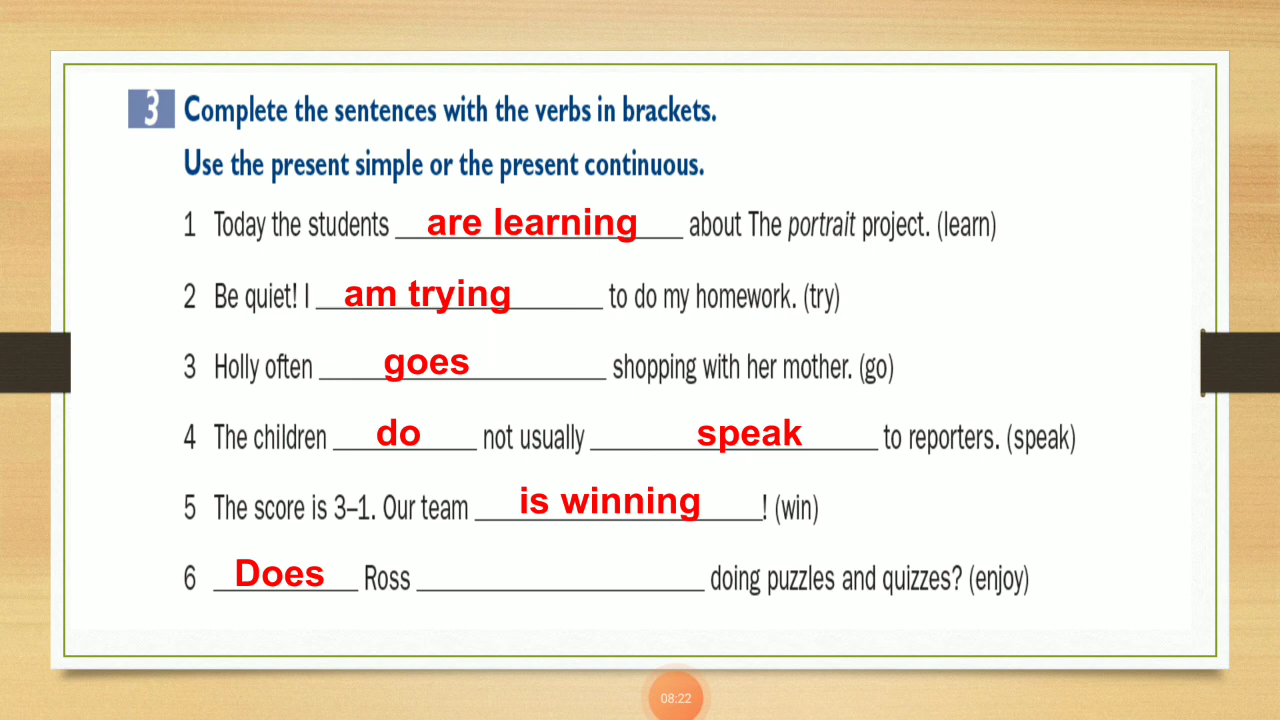 3 Complete the sentences with the verbs in brackets.
Use the present simple or the present continuous.
1 Today the students are learning about The portrait project. (learn)
2 Be quiet! I am trying to do my homework. (try)
3 Holly often goes shopping with her mother. (go)
4 The children do not usually speak to reporters. (speak)
5 The score is 3–1. Our team is winning! (win)
6 Does Ross ____________ doing puzzles and quizzes? (enjoy)
08:22